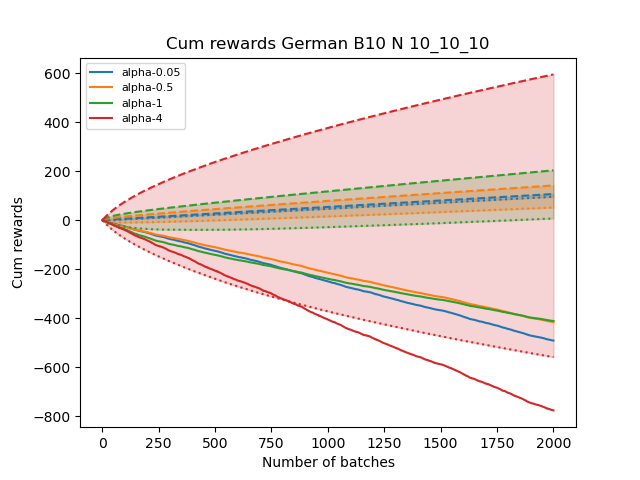 Cum rewards German B10 N 10_10_10
alpha-0.05
alpha-0.5
alpha-1
alpha-4
600
400
200
0
−200
−400
−600
−800
Cum rewards
0 250 500 750 1000 1250 1500 1750 2000
Number of batches